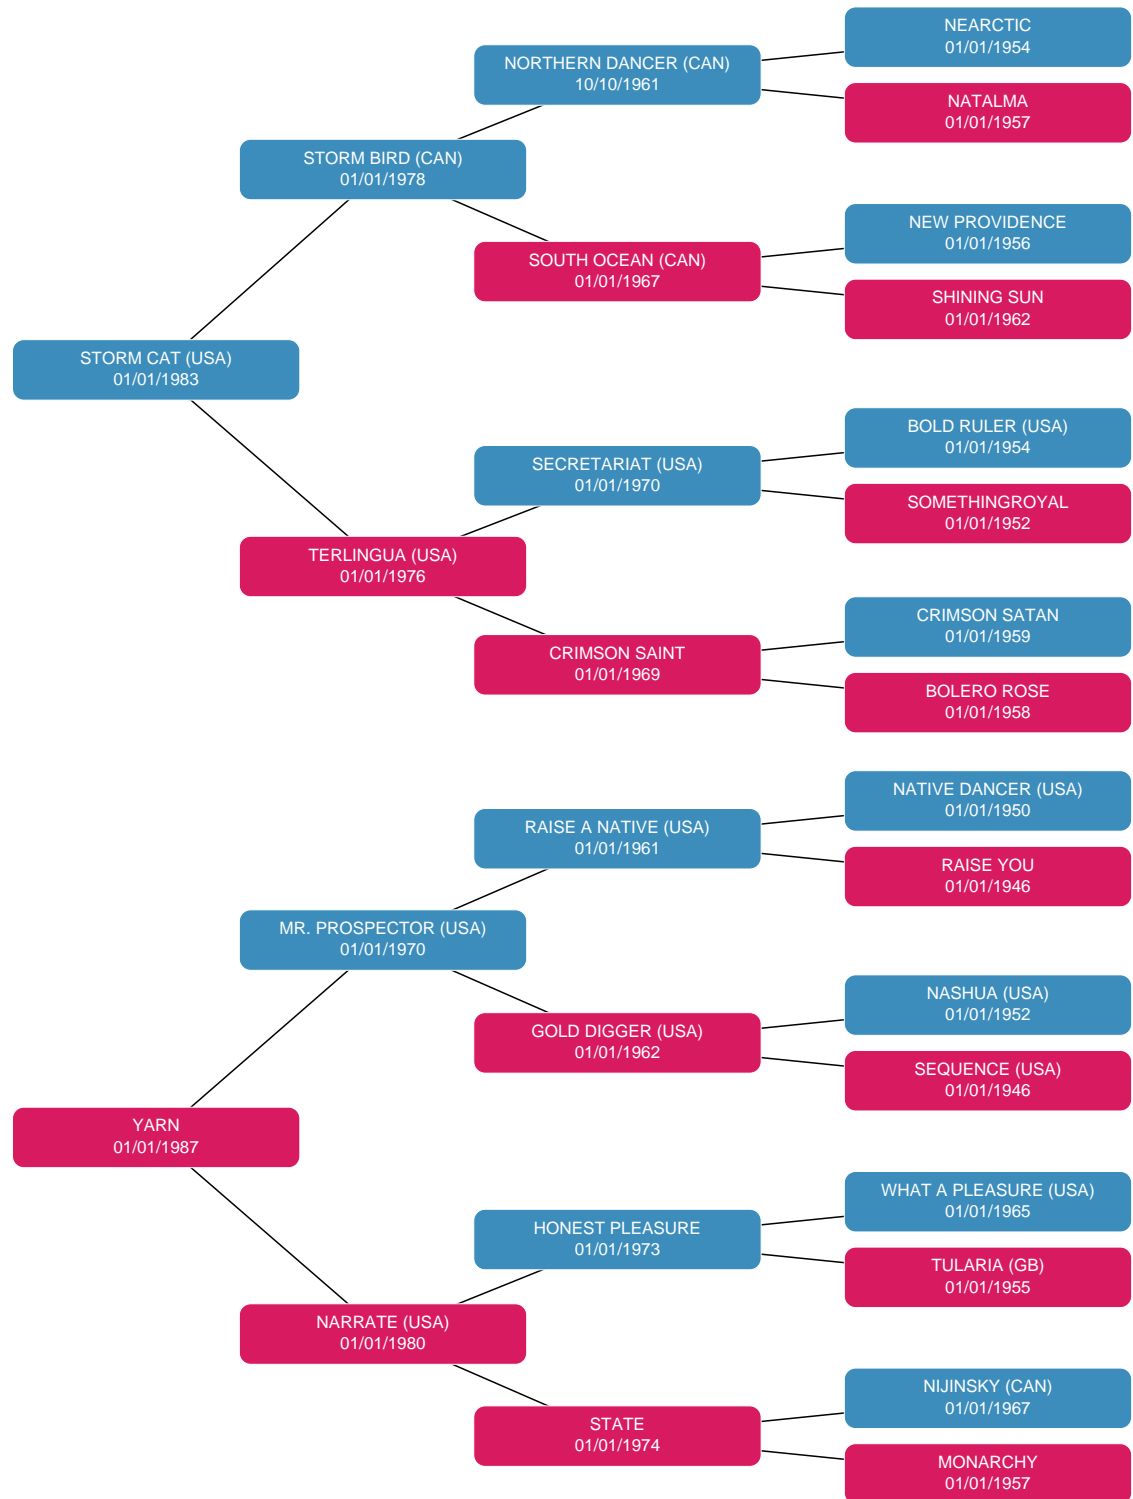 NEARCTIC
01/01/1954
NORTHERN DANCER (CAN)
10/10/1961
NATALMA
01/01/1957
STORM BIRD (CAN)
01/01/1978
NEW PROVIDENCE
01/01/1956
SOUTH OCEAN (CAN)
01/01/1967
SHINING SUN
01/01/1962
STORM CAT (USA)
01/01/1983
BOLD RULER (USA)
01/01/1954
SECRETARIAT (USA)
01/01/1970
SOMETHINGROYAL
01/01/1952
TERLINGUA (USA)
01/01/1976
CRIMSON SATAN
01/01/1959
CRIMSON SAINT
01/01/1969
BOLERO ROSE
01/01/1958
NATIVE DANCER (USA)
01/01/1950
RAISE A NATIVE (USA)
01/01/1961
RAISE YOU
01/01/1946
MR. PROSPECTOR (USA)
01/01/1970
NASHUA (USA)
01/01/1952
GOLD DIGGER (USA)
01/01/1962
SEQUENCE (USA)
01/01/1946
YARN
01/01/1987
WHAT A PLEASURE (USA)
01/01/1965
HONEST PLEASURE
01/01/1973
TULARIA (GB)
01/01/1955
NARRATE (USA)
01/01/1980
NIJINSKY (CAN)
01/01/1967
STATE
01/01/1974
MONARCHY
01/01/1957